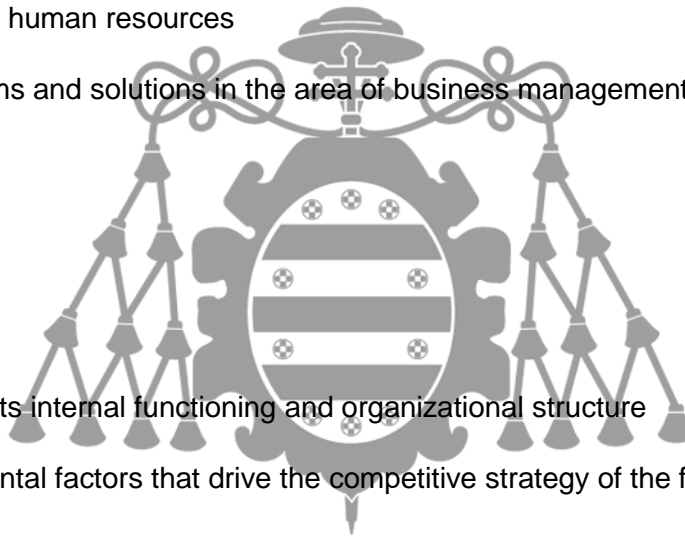 human resources
ns and solutions in the area of business management
ts internal functioning and organizational structure
ntal factors that drive the competitive strategy of the f